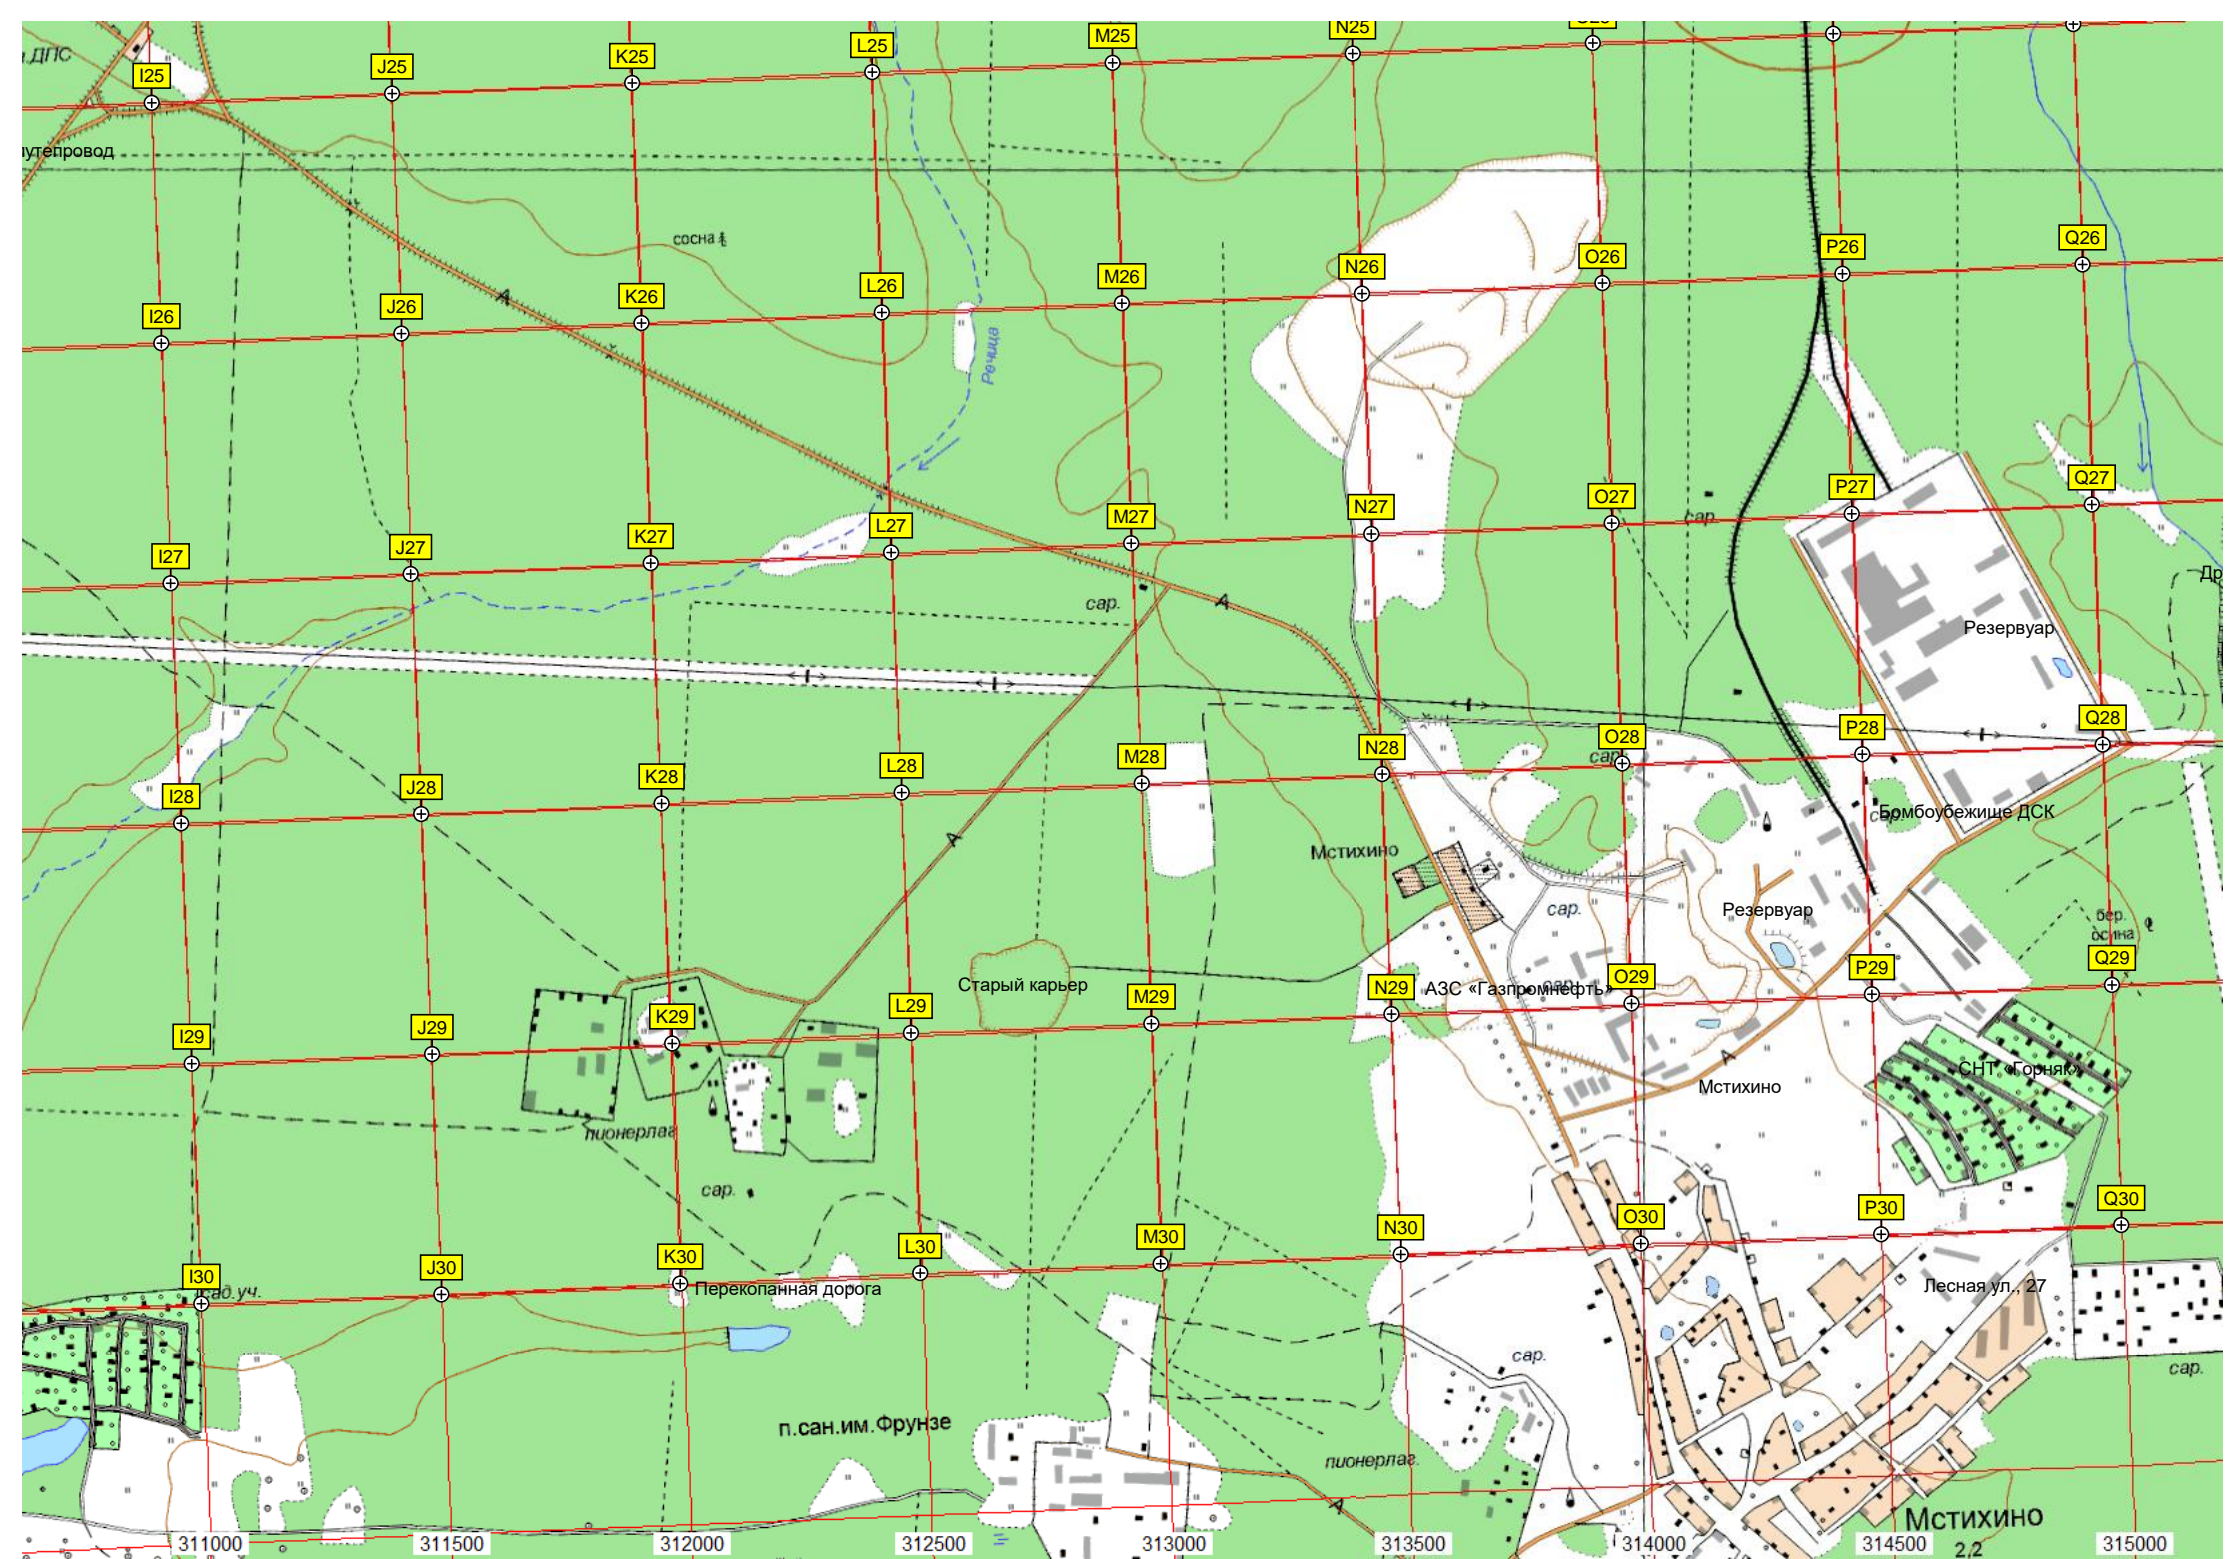 I25
J25
K25
L25
M25
N25
ДПС
путепровод
сосна
I26
J26
K26
L26
M26
N26
O26
P26
Q26
Речица
I27
J27
K27
L27
M27
N27
O27
P27
Q27
сар.
сар.
Резервуар
Др
I28
J28
K28
L28
M28
N28
O28
P28
Q28
сар.
сар.
Бомбоубежище ДСК
Мстихино
сар.
Резервуар
бер.
осина
Старый карьер
АЗС «Газпромнефть»
сар.
I29
J29
K29
L29
M29
N29
O29
P29
Q29
СНТ «Горняк»
Мстихино
пионерлаг.
сар.
I30
J30
K30
L30
M30
N30
O30
P30
Q30
сад.уч.
Перекопанная дорога
Лесная ул., 27
сар.
сар.
п.сан.им.Фрунзе
пионерлаг.
Мстихино
2,2
311000
311500
312000
312500
313000
313500
314000
314500
315000